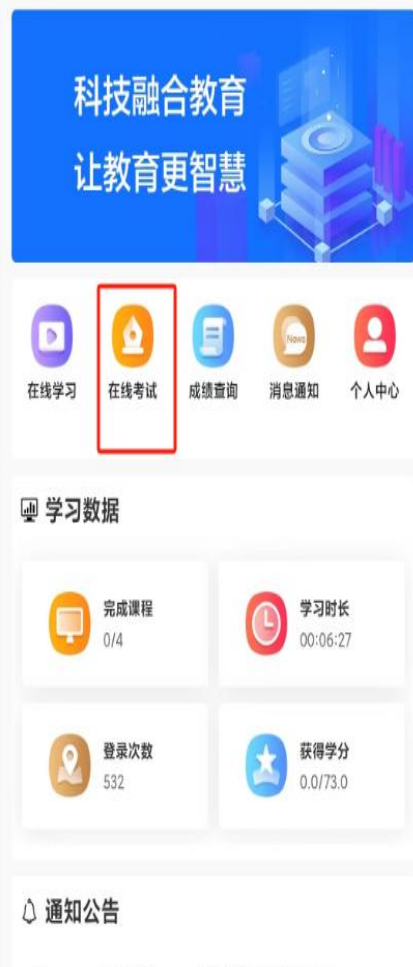 科技融合教育
让教育更智慧
News
在线学习 在线考试 成绩查询 消息通知 个人中心
学习数据
完成课程 学习时长
0/4 00:06:27
登录次数 获得学分
532 0.0/73.0
通知公告